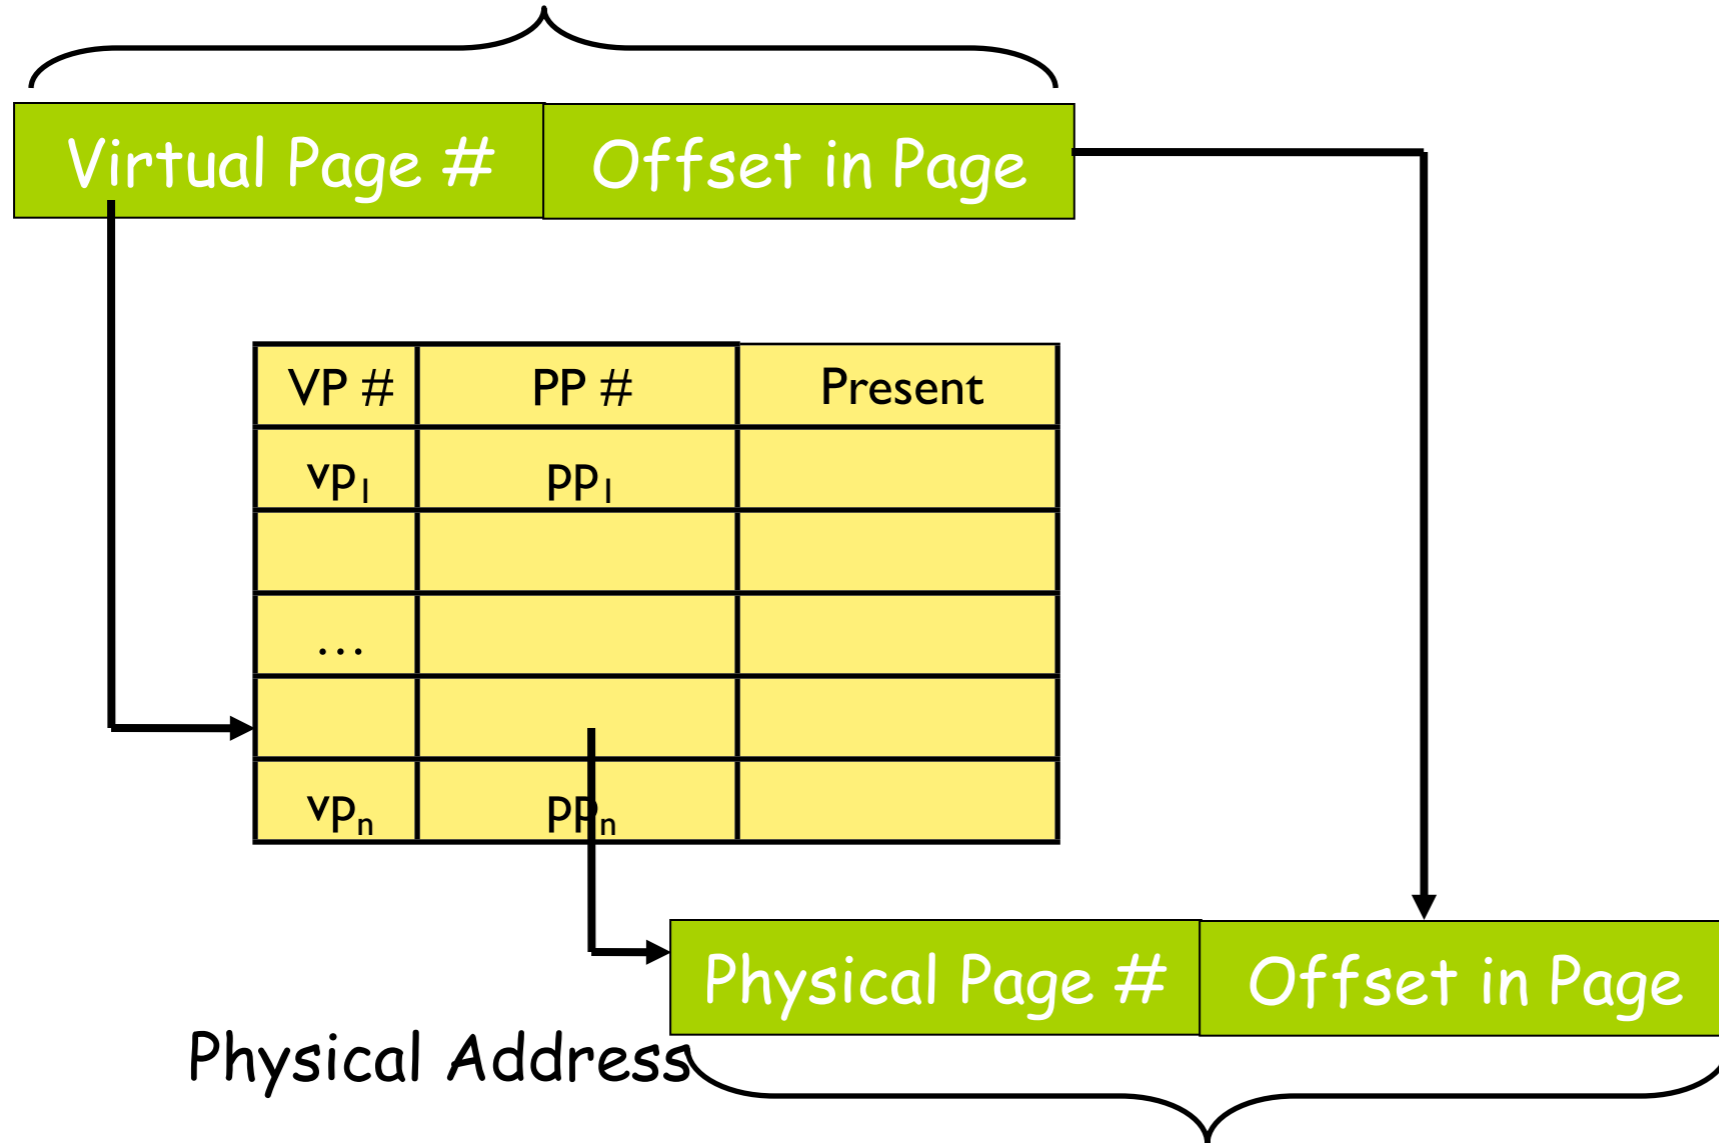 Virtual Page # Offset in Page
VP # PP # Present
vp₁ pp₁
...
vpₙ ppₙ
Physical Page # Offset in Page
Physical Address